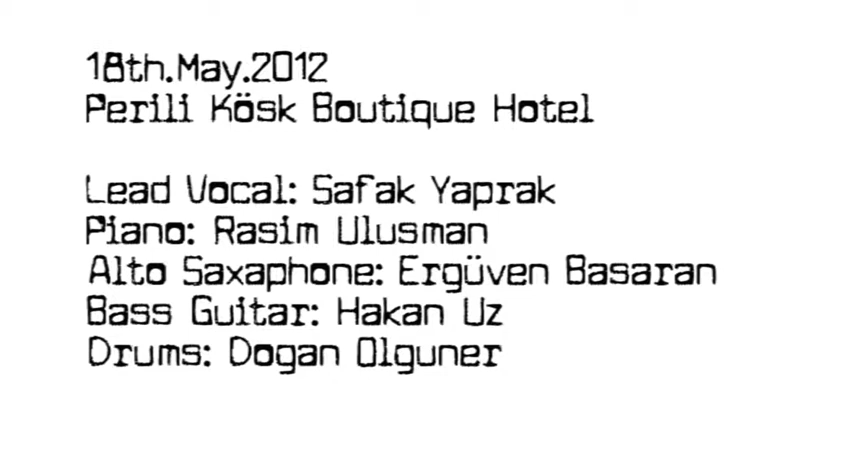 18th.May.2012
Perili Kösk Boutique Hotel
Lead Vocal: Safak Yaprak
Piano: Rasim Ulusman
Alto Saxaphone: Ergüven Basaran
Bass Guitar: Hakan Uz
Drums: Dogan Olguner